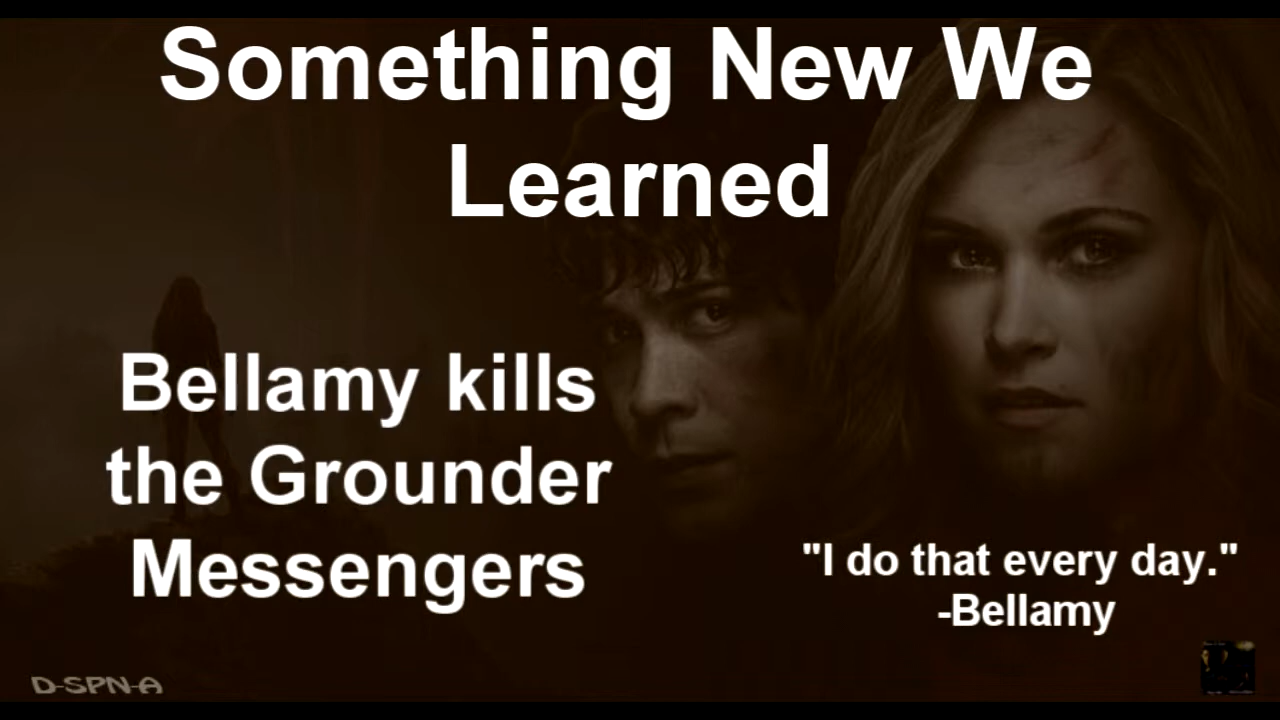 Something New We
Learned
Bellamy kills
the Grounder
Messengers
"I do that every day."
-Bellamy
D-SPN-A